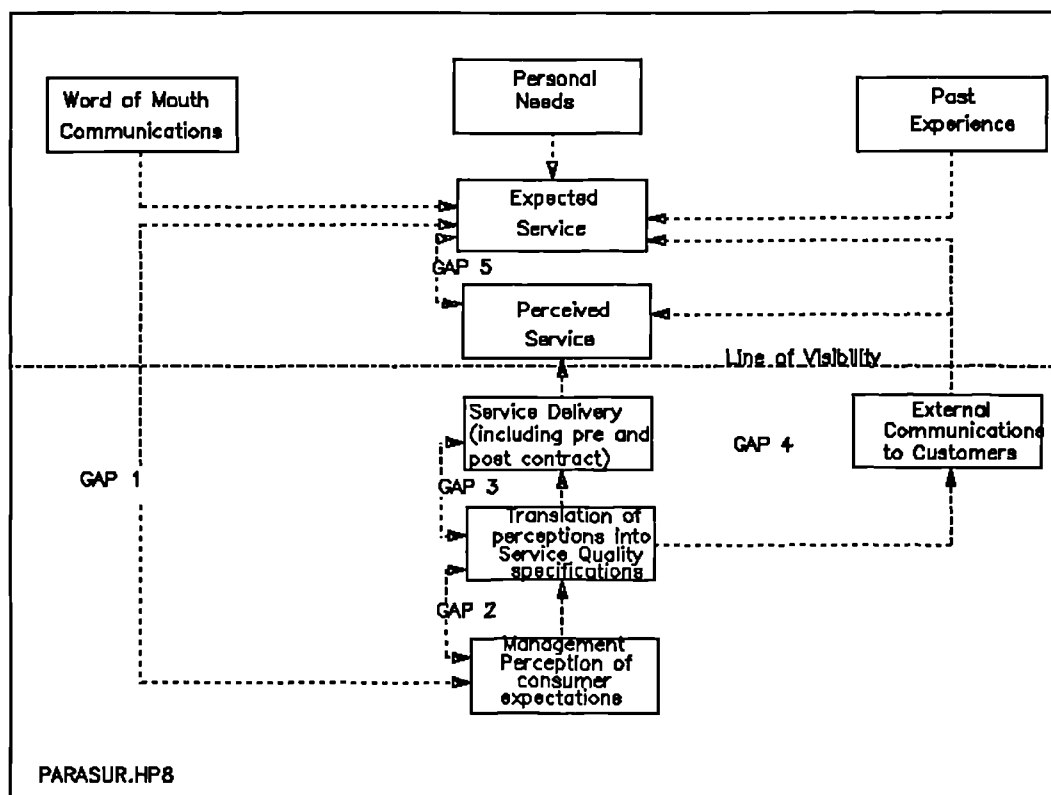 Word of Mouth
Communications
Personal
Needs
Past
Experience
Expected
Service
GAP 5
Perceived
Service
Line of Visibility
Service Delivery
(including pre and
post contract)
External
Communications
to Customers
GAP 4
GAP 1
GAP 3
Translation of
perceptions into
Service Quality
specifications
GAP 2
Management
Perception of
consumer
expectations
PARASUR.HP8